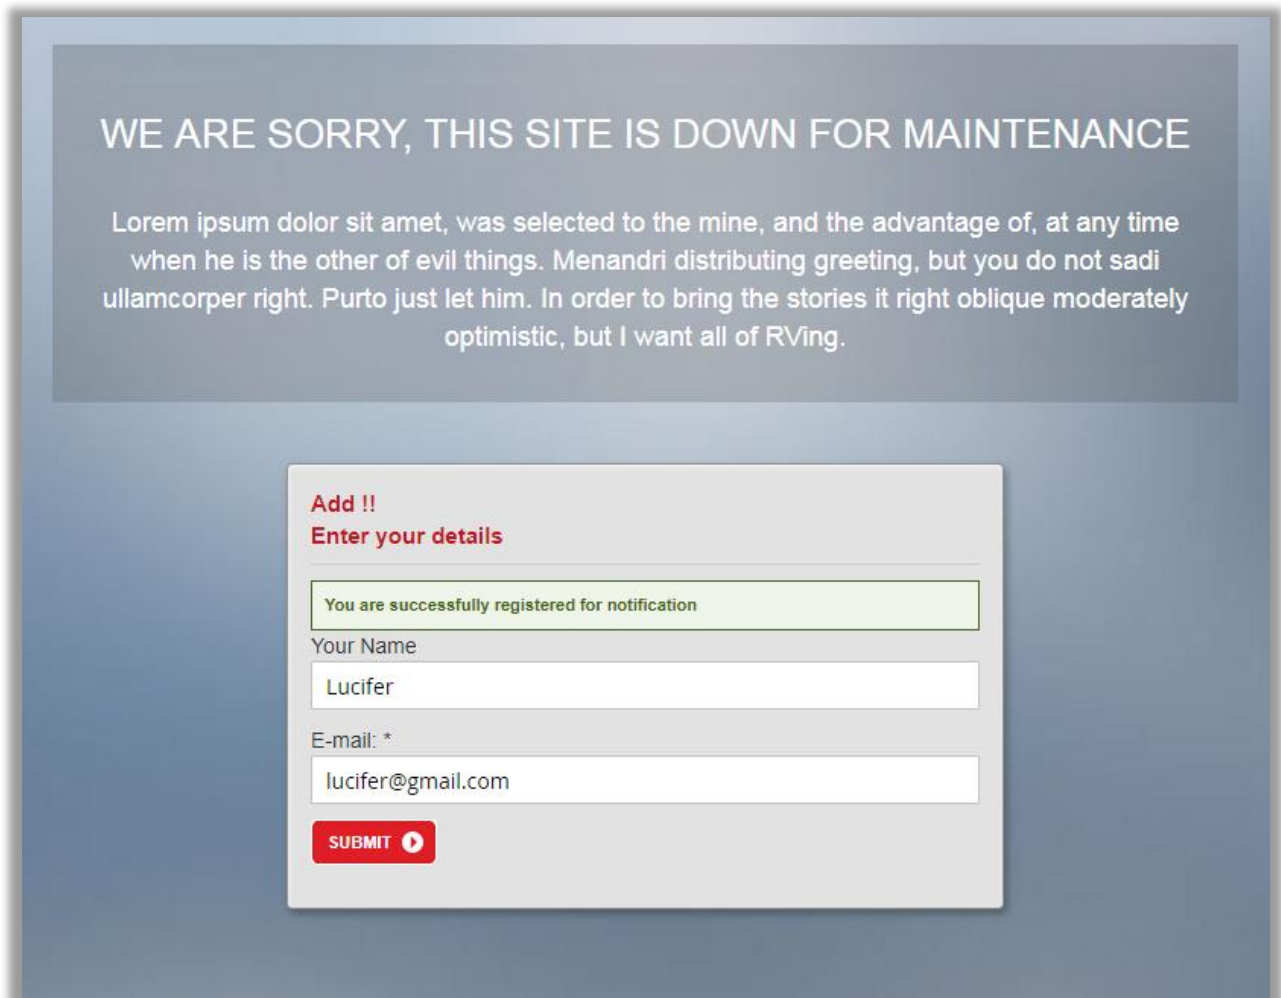 WE ARE SORRY, THIS SITE IS DOWN FOR MAINTENANCE
Lorem ipsum dolor sit amet, was selected to the mine, and the advantage of, at any time
when he is the other of evil things. Menandri distributing greeting, but you do not sadi
ullamcorper right. Purto just let him. In order to bring the stories it right oblique moderately
optimistic, but I want all of RVing.
Add !!
Enter your details
You are successfully registered for notification
Your Name
Lucifer
E-mail: *
lucifer@gmail.com
SUBMIT